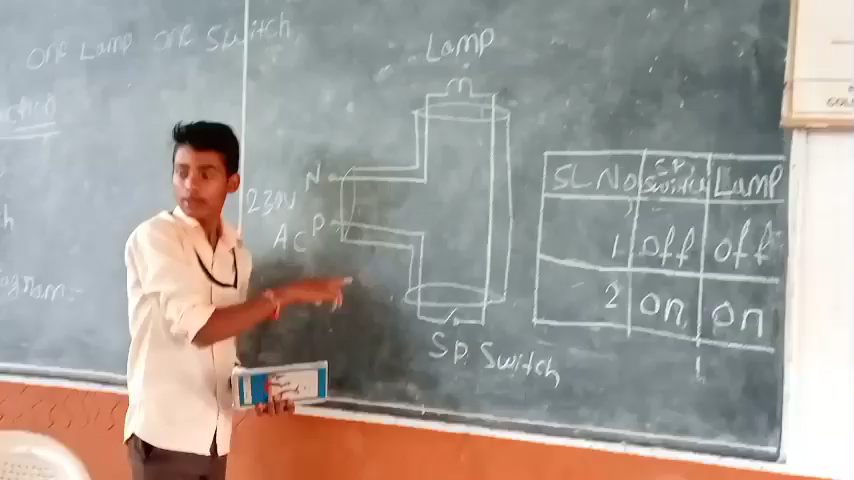 One Lamp one Switch
Lamp
N
230V
P
AC
SP Switch
SL No SP Switch Lamp
1 off off
2 on on